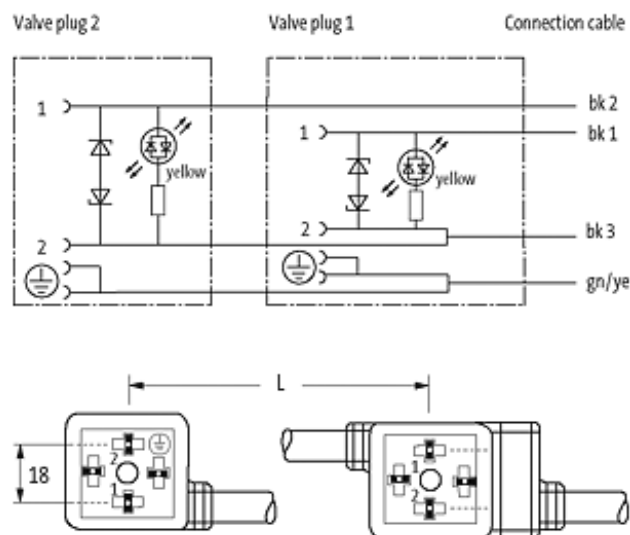 Valve plug 2 Valve plug 1 Connection cable
1 bk 2
1 bk 1
yellow yellow
2 bk 3
2
gn/ye
L
18
2
1
1
2